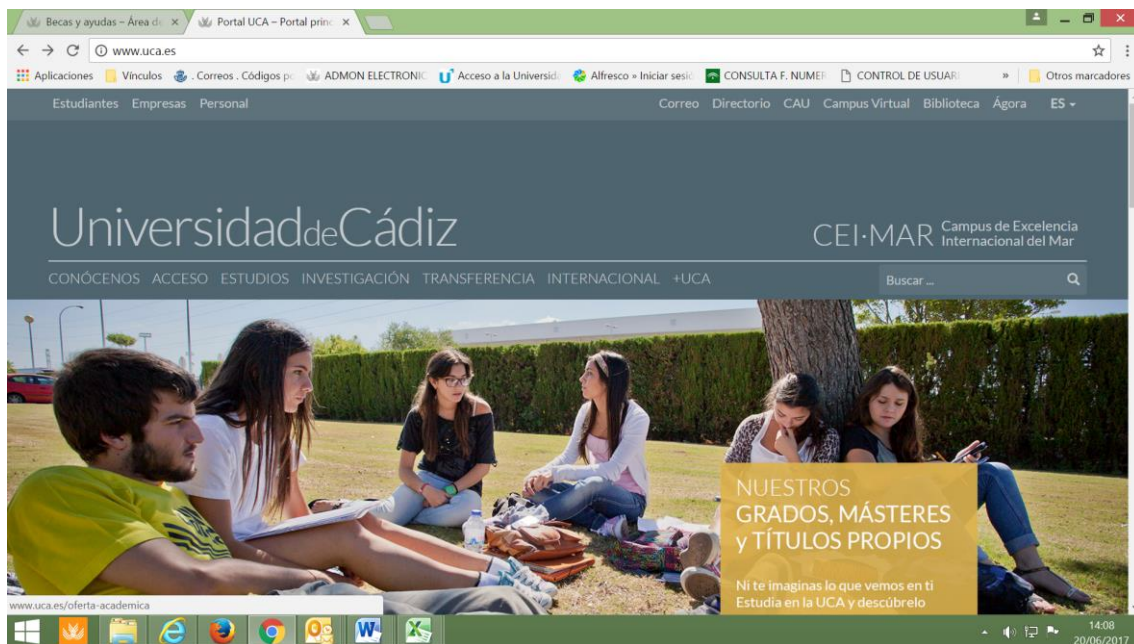 Becas y ayudas – Área de
Portal UCA – Portal princ
www.uca.es
Aplicaciones Vínculos . Correos . Códigos po ADMON ELECTRONIC Acceso a la Universida Alfresco » Iniciar sesió CONSULTA F. NUMER CONTROL DE USUARI » Otros marcadores
Estudiantes Empresas Personal Correo Directorio CAU Campus Virtual Biblioteca Ágora ES
UniversidaddeCádiz
CEI·MAR Campus de Excelencia
Internacional del Mar
CONÓCENOS ACCESO ESTUDIOS INVESTIGACIÓN TRANSFERENCIA INTERNACIONAL +UCA
Buscar ...
NUESTROS
GRADOS, MÁSTERES
y TÍTULOS PROPIOS
Ni te imaginas lo que vemos en ti
Estudia en la UCA y descúbrelo
www.uca.es/oferta-academica
14:08
20/06/2017